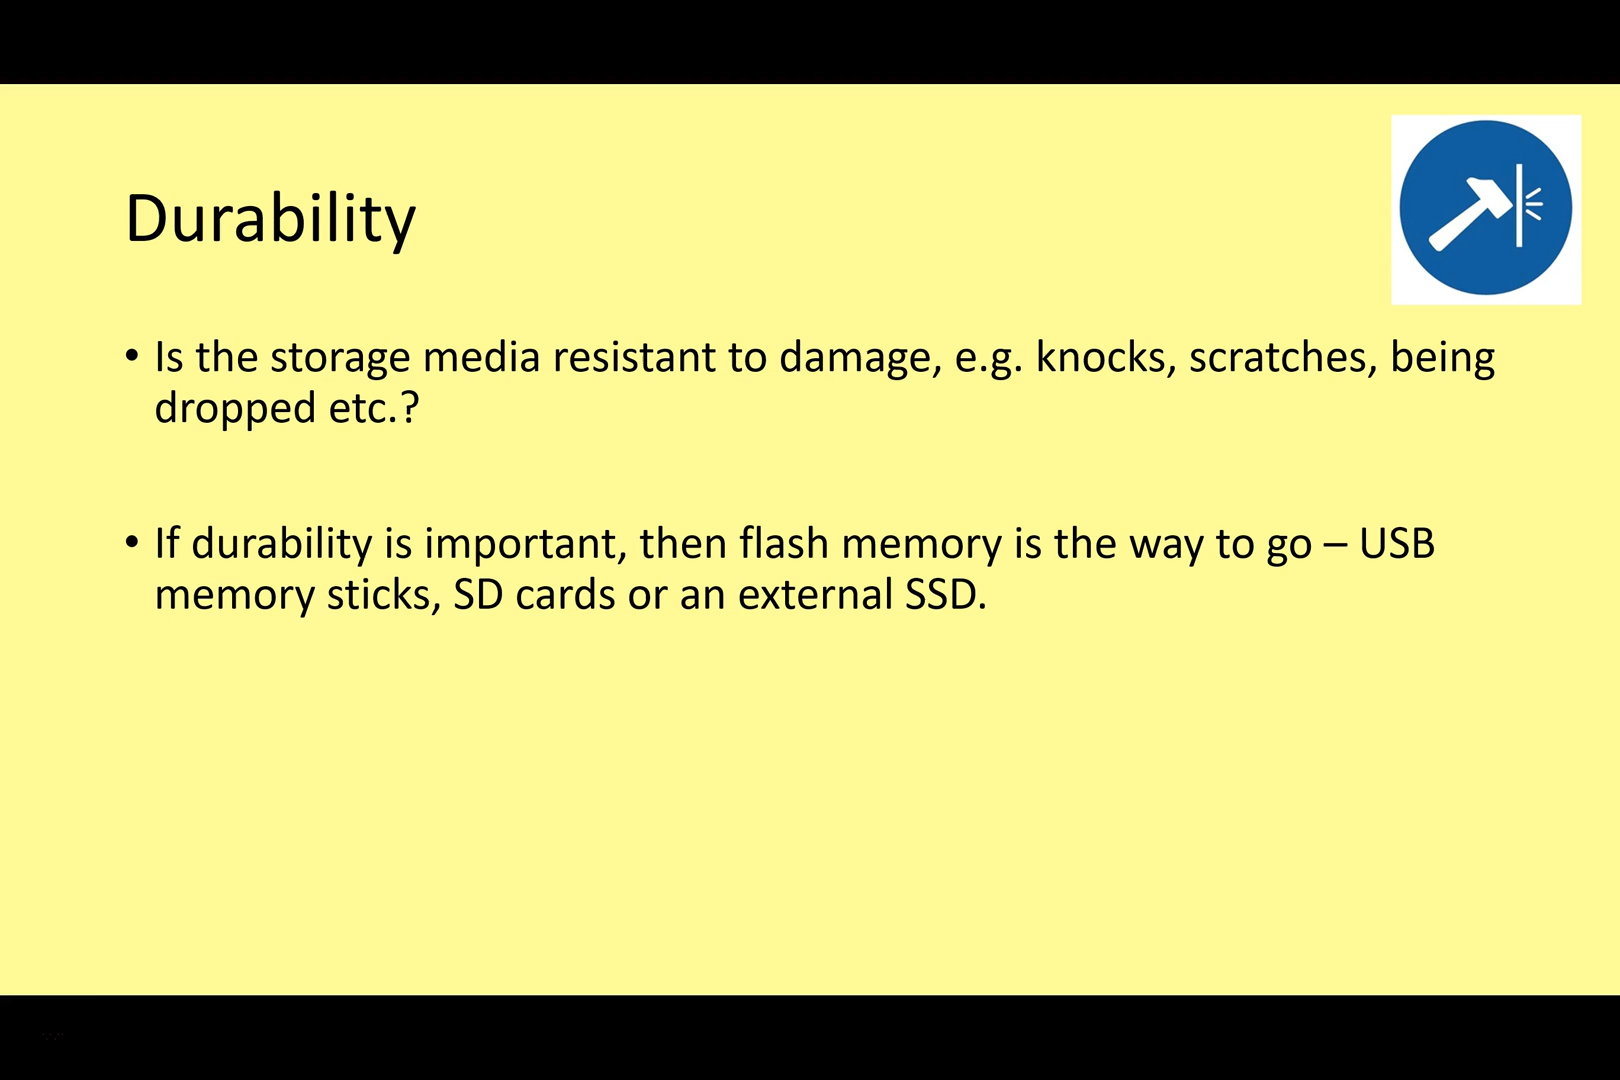 Durability
• Is the storage media resistant to damage, e.g. knocks, scratches, being
dropped etc.?
• If durability is important, then flash memory is the way to go – USB
memory sticks, SD cards or an external SSD.